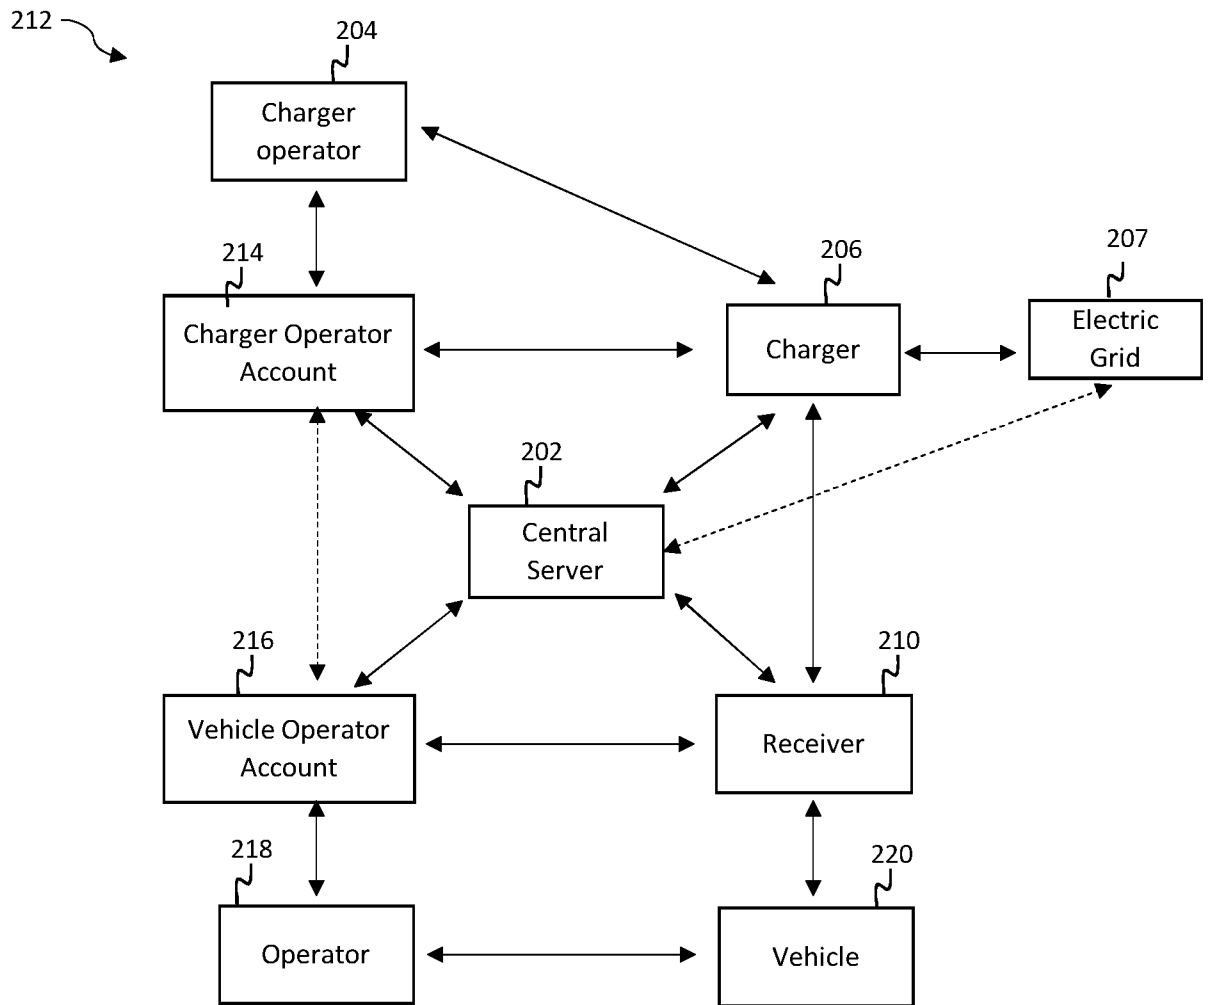 212
204
Charger
operator
214
Charger Operator
Account
206
Charger
207
Electric
Grid
202
Central
Server
216
Vehicle Operator
Account
210
Receiver
218
Operator
220
Vehicle